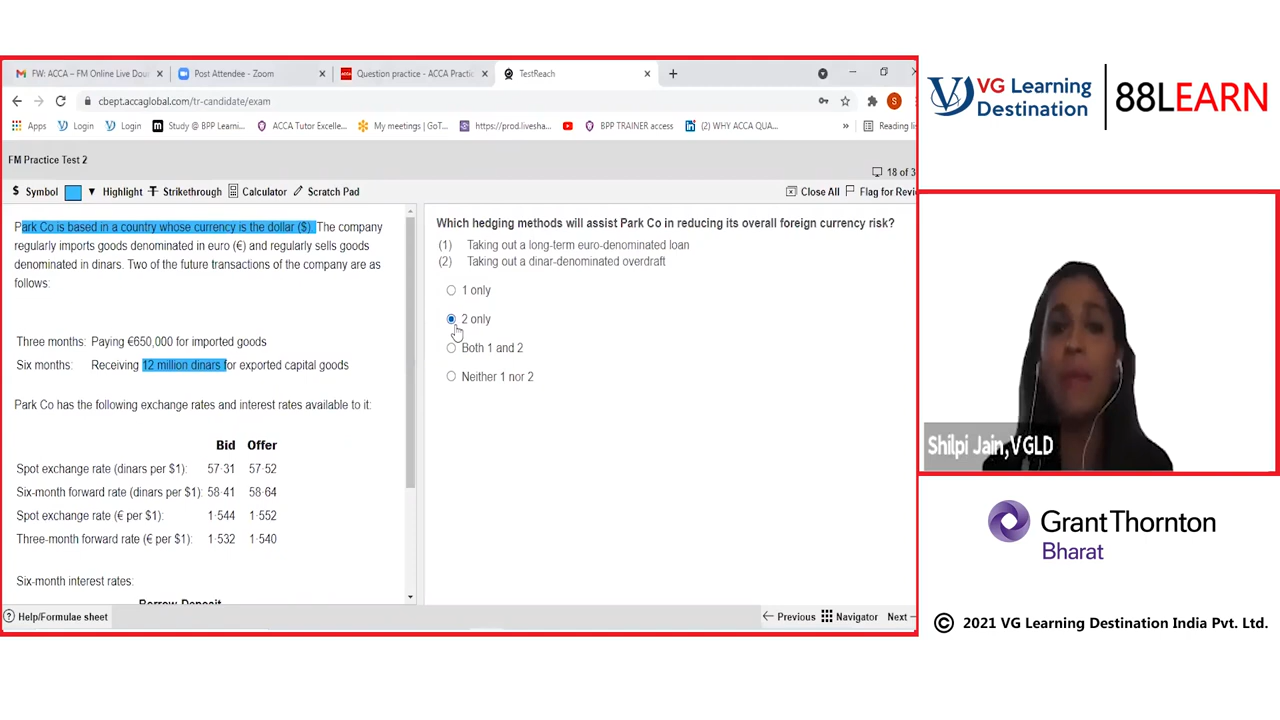 FW: ACCA – FM Online Live Dou
Post Attendee - Zoom
Question practice - ACCA Practic
TestReach
cbept.accaglobal.com/tr-candidate/exam
S
Apps
Login
Login
Study @ BPP Learni...
ACCA Tutor Excelle...
My meetings | GoT...
https://prod.livesha...
BPP TRAINER access
(2) WHY ACCA QUA...
»
Reading lis
FM Practice Test 2
18 of 3
$ Symbol
Highlight
Strikethrough
Calculator
Scratch Pad
Close All
Flag for Revie
Park Co is based in a country whose currency is the dollar ($). The company
regularly imports goods denominated in euro (€) and regularly sells goods
denominated in dinars. Two of the future transactions of the company are as
follows:
Three months: Paying €650,000 for imported goods
Six months: Receiving 12 million dinars for exported capital goods
Park Co has the following exchange rates and interest rates available to it:
Bid Offer
Spot exchange rate (dinars per $1): 57·31 57·52
Six-month forward rate (dinars per $1): 58·41 58·64
Spot exchange rate (€ per $1): 1·544 1·552
Three-month forward rate (€ per $1): 1·532 1·540
Six-month interest rates:
Borrow Deposit
Which hedging methods will assist Park Co in reducing its overall foreign currency risk?
(1) Taking out a long-term euro-denominated loan
(2) Taking out a dinar-denominated overdraft
1 only
2 only
Both 1 and 2
Neither 1 nor 2
Help/Formulae sheet
Previous
Navigator
Next
VG Learning
Destination
88LEARN
Shilpi Jain,VGLD
Grant Thornton
Bharat
© 2021 VG Learning Destination India Pvt. Ltd.